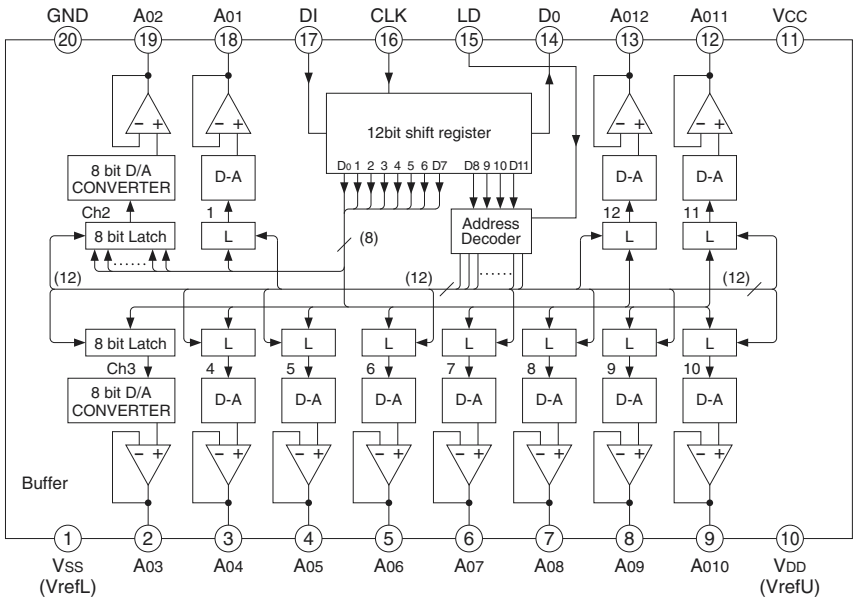 GND A02 A01 DI CLK LD D0 A012 A011 VCC
20 19 18 17 16 15 14 13 12 11
− + − + − + − +
12bit shift register
D0 1 2 3 4 5 6 D7 D8 9 10 D11
8 bit D/A CONVERTER
D-A
D-A
D-A
Ch2 1 12 11
8 bit Latch
L
Address Decoder
L
L
(8)
(12) (12) (12)
8 bit Latch L L L L L L L
Ch3 4 5 6 7 8 9 10
8 bit D/A CONVERTER
D-A D-A D-A D-A D-A D-A D-A
− + − + − + − + − + − + − + − +
Buffer
1 2 3 4 5 6 7 8 9 10
VSS A03 A04 A05 A06 A07 A08 A09 A010 VDD
(VrefL) (VrefU)